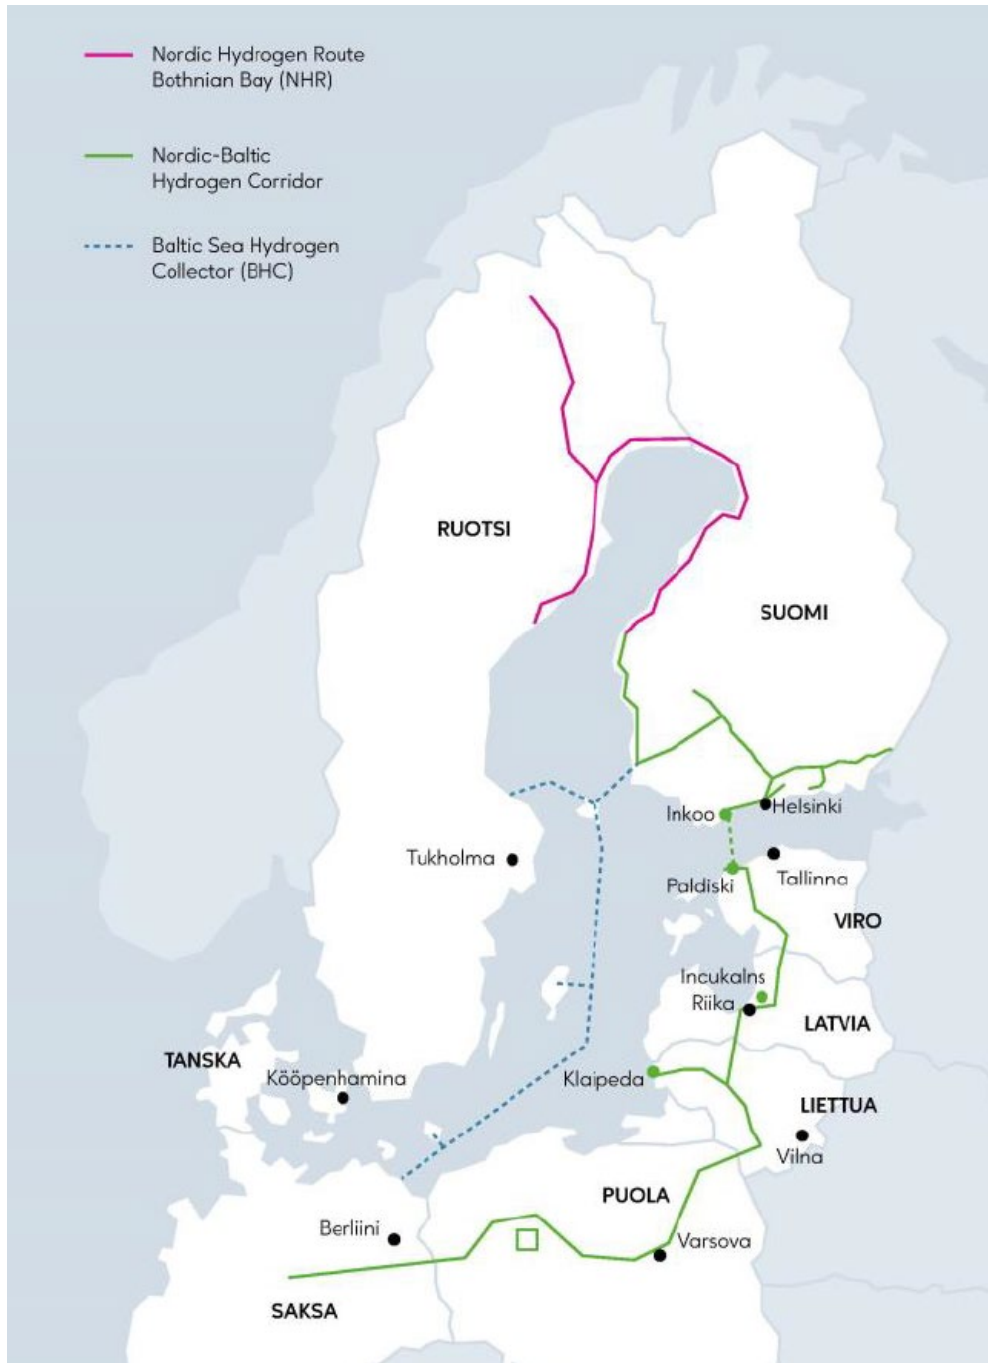 Nordic Hydrogen Route
Bothnian Bay (NHR)
Nordic-Baltic
Hydrogen Corridor
Baltic Sea Hydrogen
Collector (BHC)
RUOTSI
SUOMI
Inkoo
Helsinki
Tukholma
Paldiski
Tallinna
VIRO
Incukalns
Riika
LATVIA
TANSKA
Kööpenhamina
Klaipeda
LIETTUA
Vilna
PUOLA
Berliini
Varsova
SAKSA